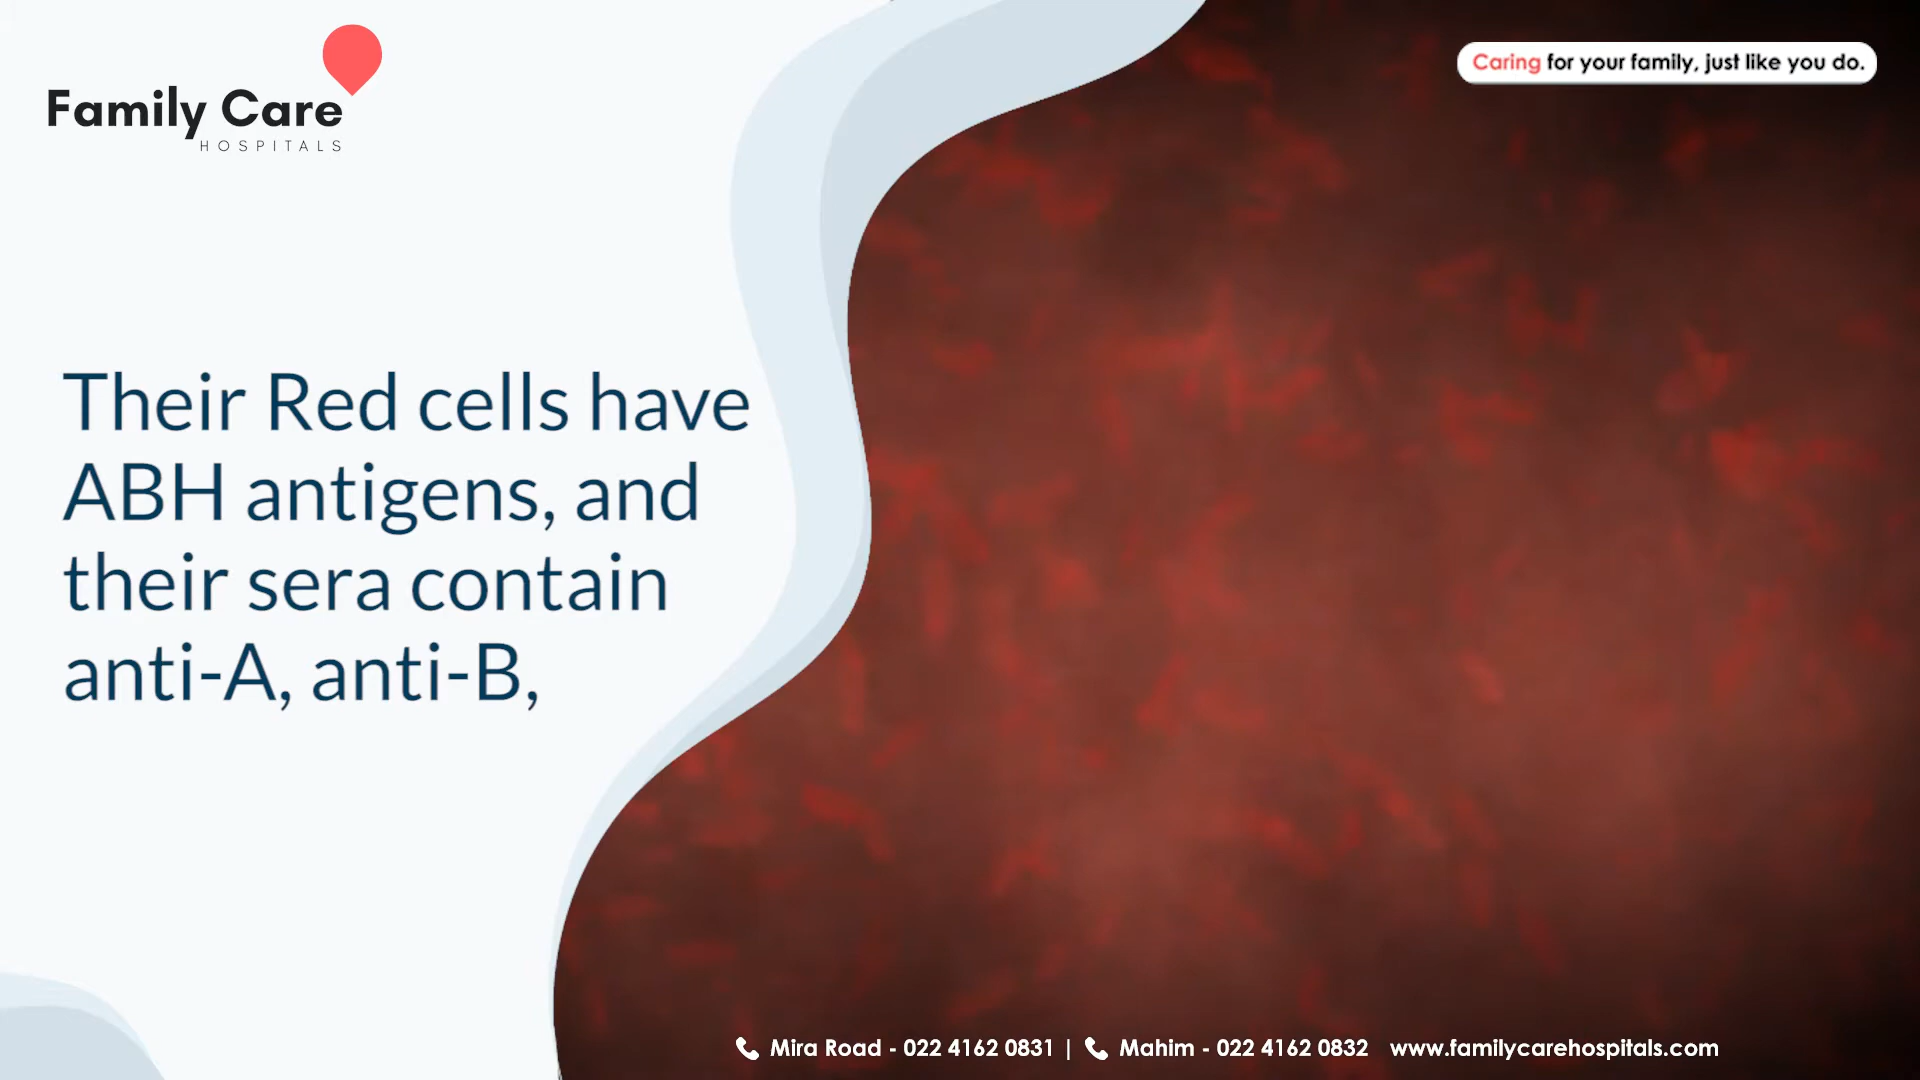 Family Care
HOSPITALS
Caring for your family, just like you do.
Their Red cells have
ABH antigens, and
their sera contain
anti-A, anti-B,
Mira Road - 022 4162 0831 | Mahim - 022 4162 0832 www.familycarehospitals.com